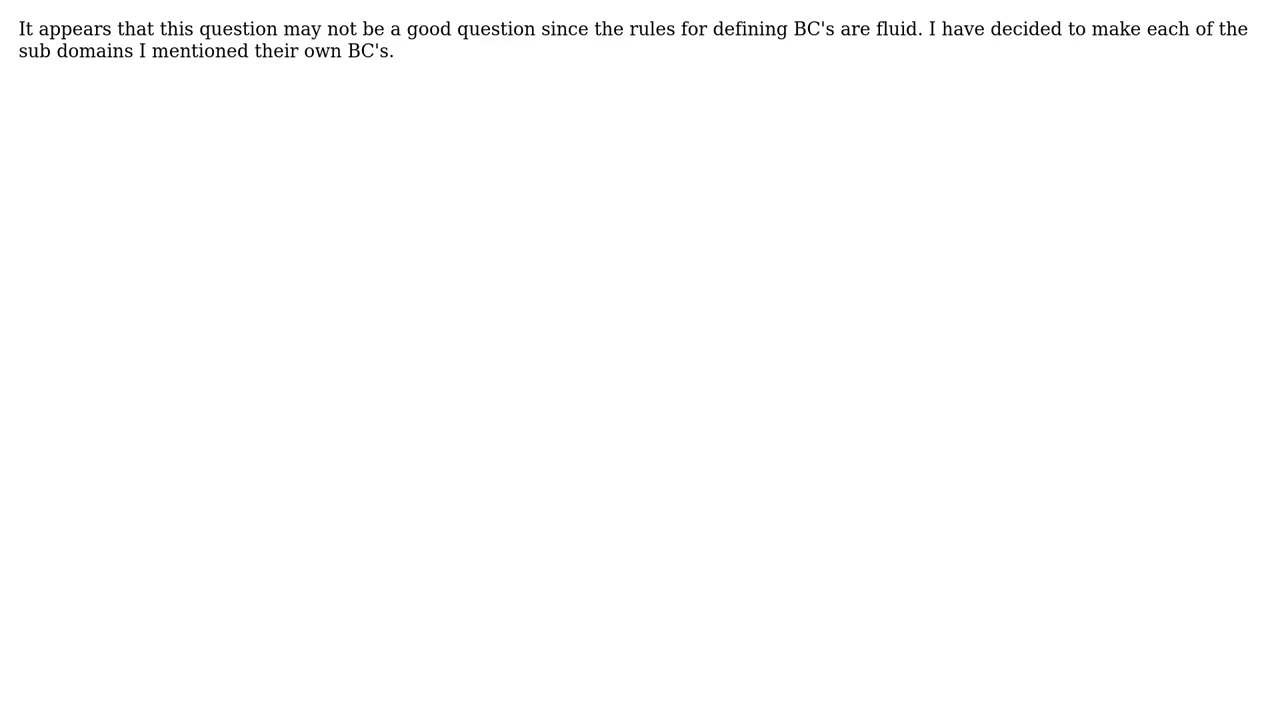 It appears that this question may not be a good question since the rules for defining BC's are fluid. I have decided to make each of the
sub domains I mentioned their own BC's.